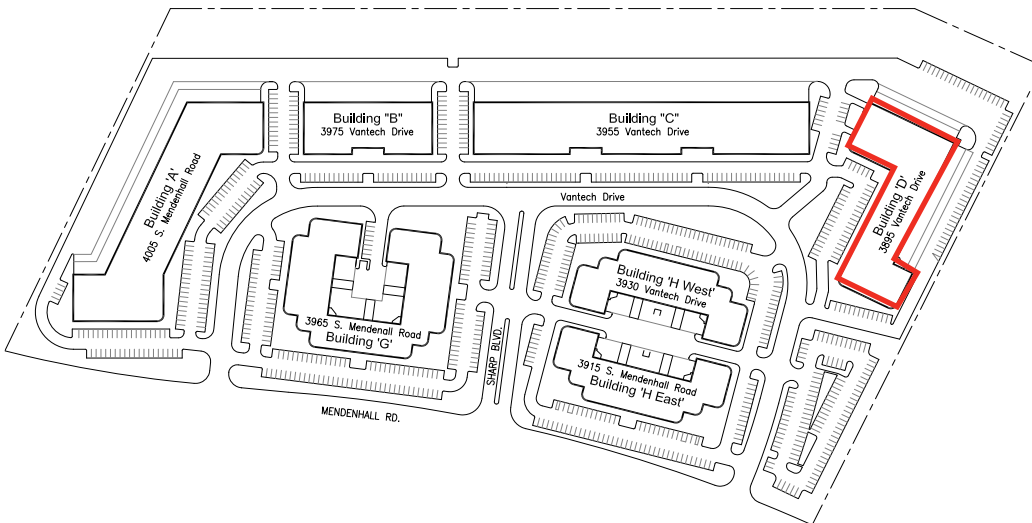 Building "B"
3975 Vantech Drive
Building "C"
3955 Vantech Drive
Building 'A'
4005 S. Mendenhall Road
Building 'D'
3895 Vantech Drive
Vantech Drive
Building 'H West'
3930 Vantech Drive
3965 S. Mendenall Road
Building 'G'
SHARP BLVD.
3915 S. Mendenhall Road
Building 'H East'
MENDENHALL RD.